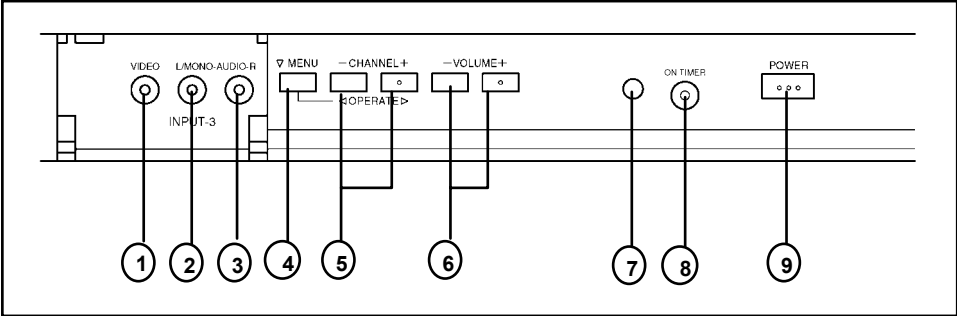 VIDEO L/MONO-AUDIO-R ▽ MENU −CHANNEL+ −VOLUME+ ON TIMER POWER
◁OPERATE▷
INPUT-3
1 2 3 4 5 6 7 8 9